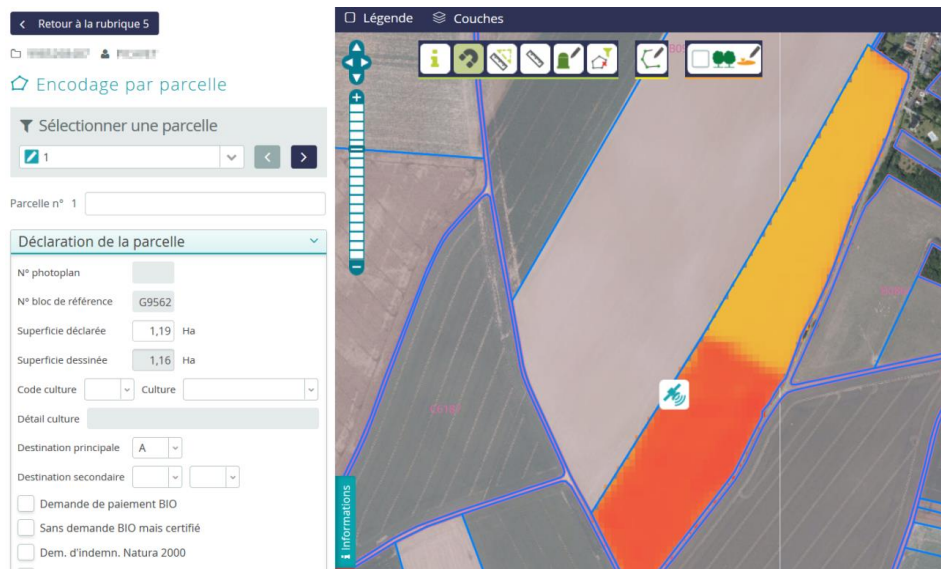 Retour à la rubrique 5
Légende
Couches
Encodage par parcelle
Sélectionner une parcelle
1
Parcelle n° 1
Déclaration de la parcelle
N° photoplan
N° bloc de référence G9562
Superficie déclarée 1,19 Ha
Superficie dessinée 1,16 Ha
Code culture Culture
Détail culture
Destination principale A
Destination secondaire
Demande de paiement BIO
Sans demande BIO mais certifié
Dem. d'indemn. Natura 2000
i Informations